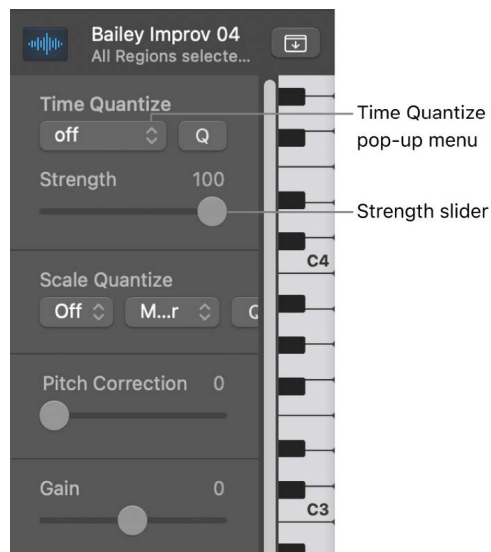 Bailey Improv 04
All Regions selecte...
Time Quantize
off Q
Strength 100
Scale Quantize
Off M...r Q
Pitch Correction 0
Gain 0
C4
C3
Time Quantize
pop-up menu
Strength slider